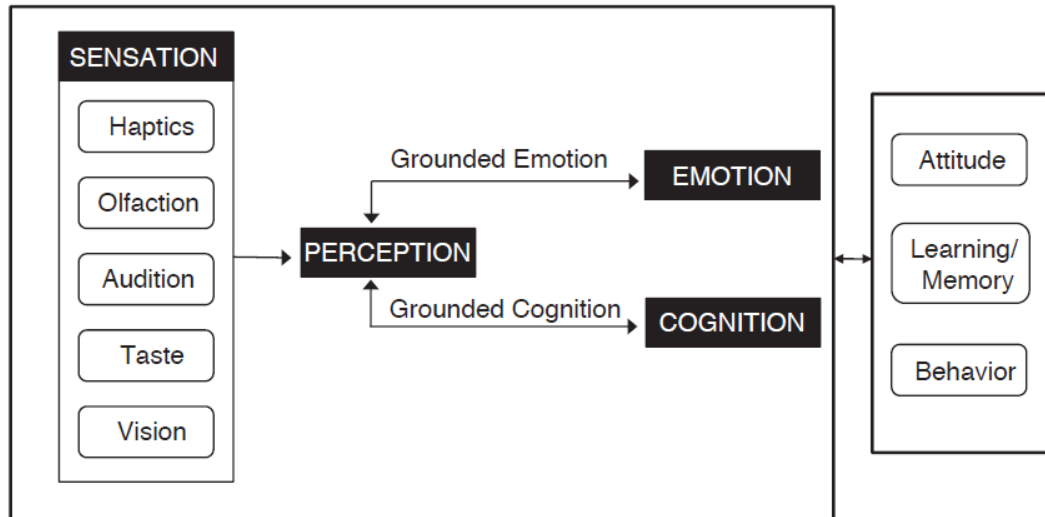 SENSATION
Haptics
Olfaction
Audition
Taste
Vision
PERCEPTION
Grounded Emotion
EMOTION
Grounded Cognition
COGNITION
Attitude
Learning/
Memory
Behavior